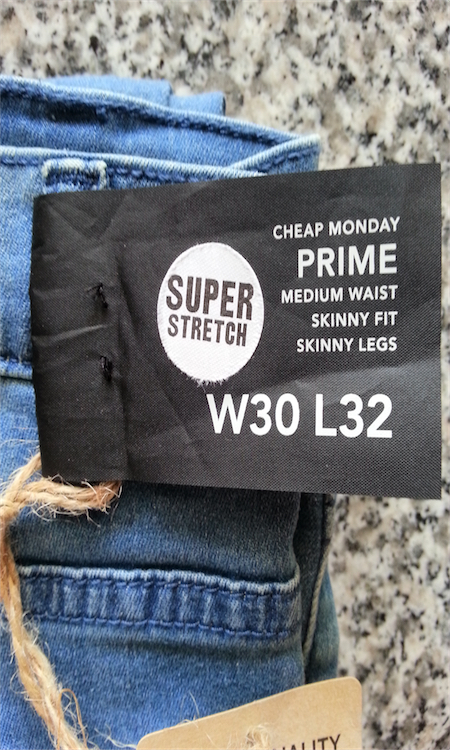 CHEAP MONDAY
PRIME
MEDIUM WAIST
SKINNY FIT
SKINNY LEGS
SUPER
STRETCH
W30 L32